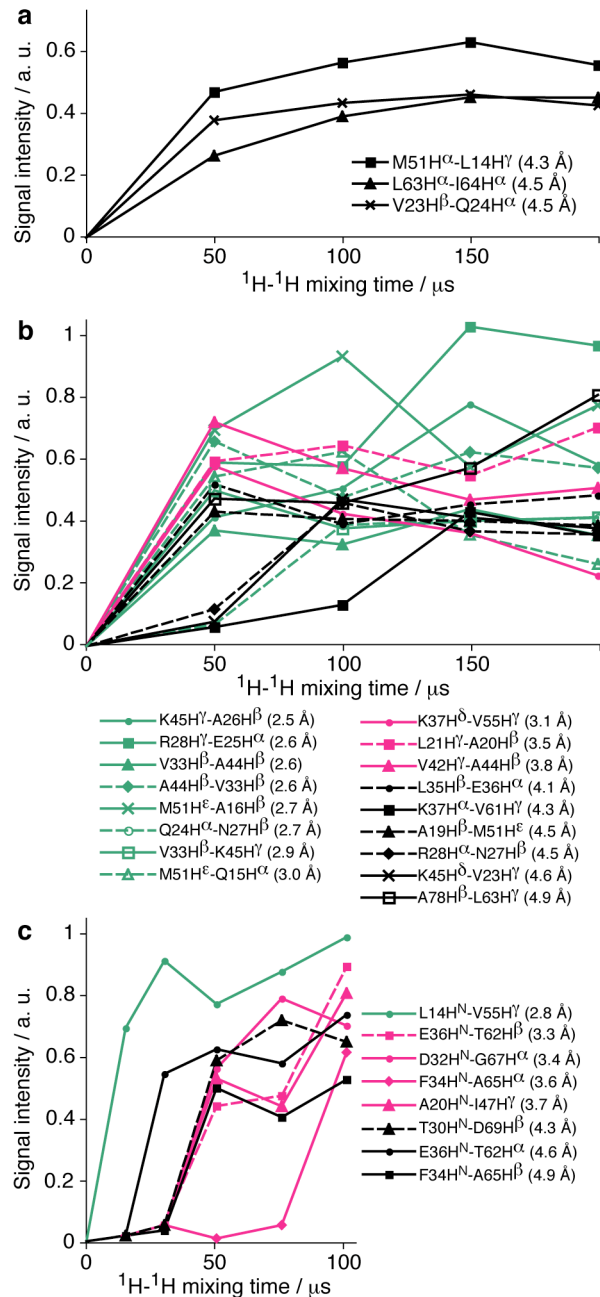 a
Signal intensity / a. u.
0.6
0.4
0.2
0
M51Hα-L14Hγ (4.3 Å)
L63Hα-I64Hα (4.5 Å)
V23Hβ-Q24Hα (4.5 Å)
0 50 100 150
¹H-¹H mixing time / μs
b
Signal intensity / a. u.
1
0.8
0.6
0.4
0.2
0
0 50 100 150
¹H-¹H mixing time / μs
K45Hγ-A26Hβ (2.5 Å)
R28Hγ-E25Hα (2.6 Å)
V33Hβ-A44Hβ (2.6)
A44Hβ-V33Hβ (2.6 Å)
M51Hε-A16Hβ (2.7 Å)
Q24Hα-N27Hβ (2.7 Å)
V33Hβ-K45Hγ (2.9 Å)
M51Hε-Q15Hα (3.0 Å)
K37Hδ-V55Hγ (3.1 Å)
L21Hγ-A20Hβ (3.5 Å)
V42Hγ-A44Hβ (3.8 Å)
L35Hβ-E36Hα (4.1 Å)
K37Hα-V61Hγ (4.3 Å)
A19Hβ-M51Hε (4.5 Å)
R28Hα-N27Hβ (4.5 Å)
K45Hδ-V23Hγ (4.6 Å)
A78Hβ-L63Hγ (4.9 Å)
c
Signal intensity / a. u.
1
0.8
0.6
0.4
0.2
0
0 50 100
¹H-¹H mixing time / μs
L14Hᴺ-V55Hγ (2.8 Å)
E36Hᴺ-T62Hβ (3.3 Å)
D32Hᴺ-G67Hα (3.4 Å)
F34Hᴺ-A65Hα (3.6 Å)
A20Hᴺ-I47Hγ (3.7 Å)
T30Hᴺ-D69Hβ (4.3 Å)
E36Hᴺ-T62Hα (4.6 Å)
F34Hᴺ-A65Hβ (4.9 Å)